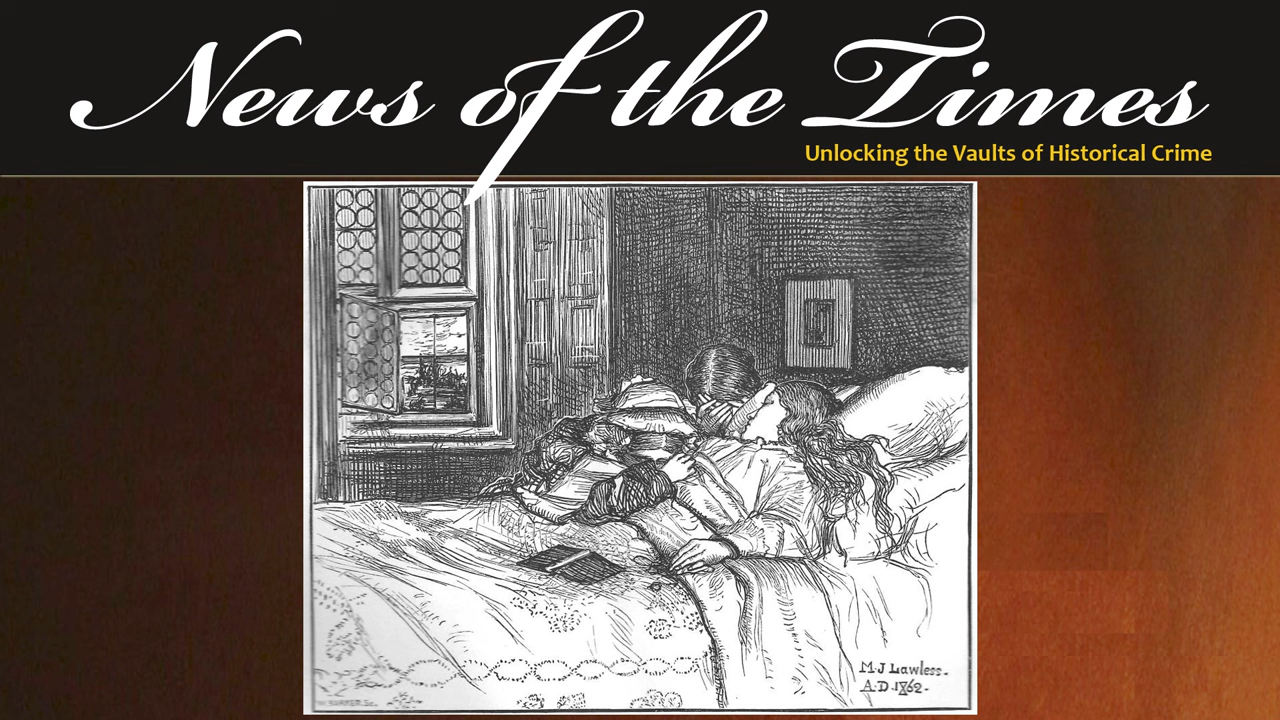 News of the Times
Unlocking the Vaults of Historical Crime
M.J Lawless.
A.D.1862.